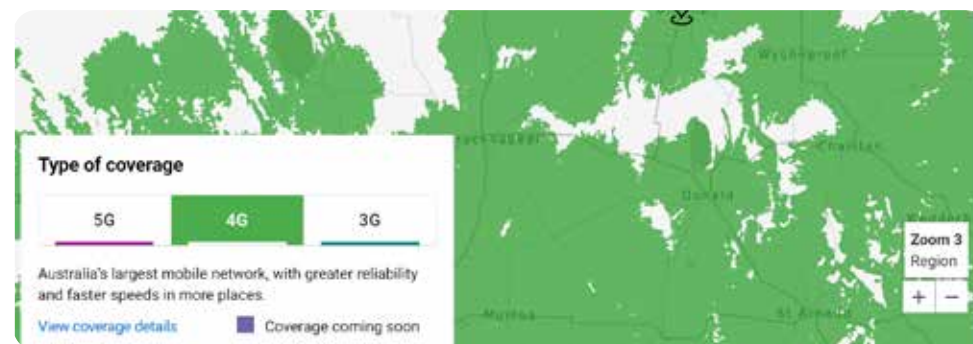 Wycheproof
Charlton
Donald
Type of coverage
5G
4G
3G
Zoom 3
Region
Australia's largest mobile network, with greater reliability
and faster speeds in more places.
+ −
View coverage details
Coverage coming soon
Murtoa
St Arnaud